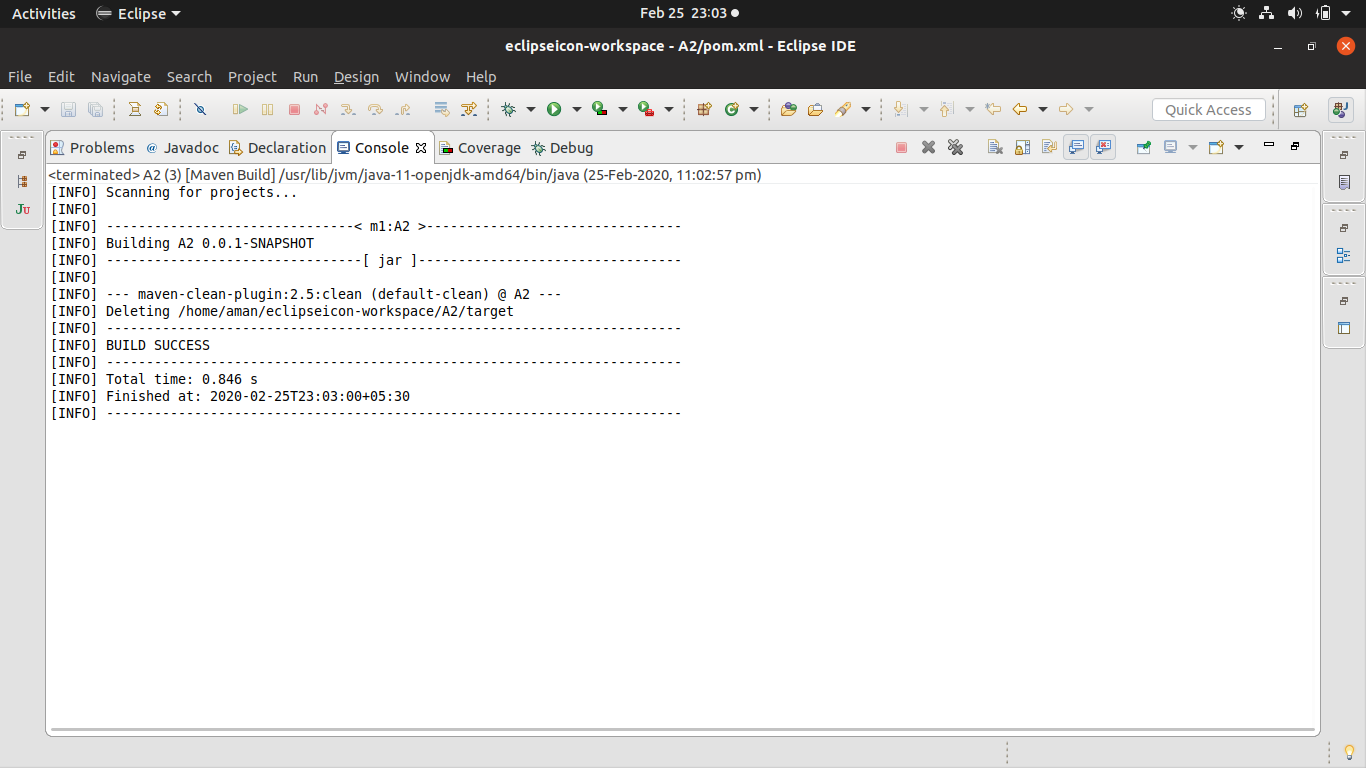 Activities Eclipse Feb 25 23:03
eclipseicon-workspace - A2/pom.xml - Eclipse IDE
File Edit Navigate Search Project Run Design Window Help
Quick Access
Problems @ Javadoc Declaration Console Coverage Debug
<terminated> A2 (3) [Maven Build] /usr/lib/jvm/java-11-openjdk-amd64/bin/java (25-Feb-2020, 11:02:57 pm)
[INFO] Scanning for projects...
[INFO]
[INFO] -------------------------------< m1:A2 >--------------------------------
[INFO] Building A2 0.0.1-SNAPSHOT
[INFO] --------------------------------[ jar ]---------------------------------
[INFO]
[INFO] --- maven-clean-plugin:2.5:clean (default-clean) @ A2 ---
[INFO] Deleting /home/aman/eclipseicon-workspace/A2/target
[INFO] ------------------------------------------------------------------------
[INFO] BUILD SUCCESS
[INFO] ------------------------------------------------------------------------
[INFO] Total time: 0.846 s
[INFO] Finished at: 2020-02-25T23:03:00+05:30
[INFO] ------------------------------------------------------------------------
Ju